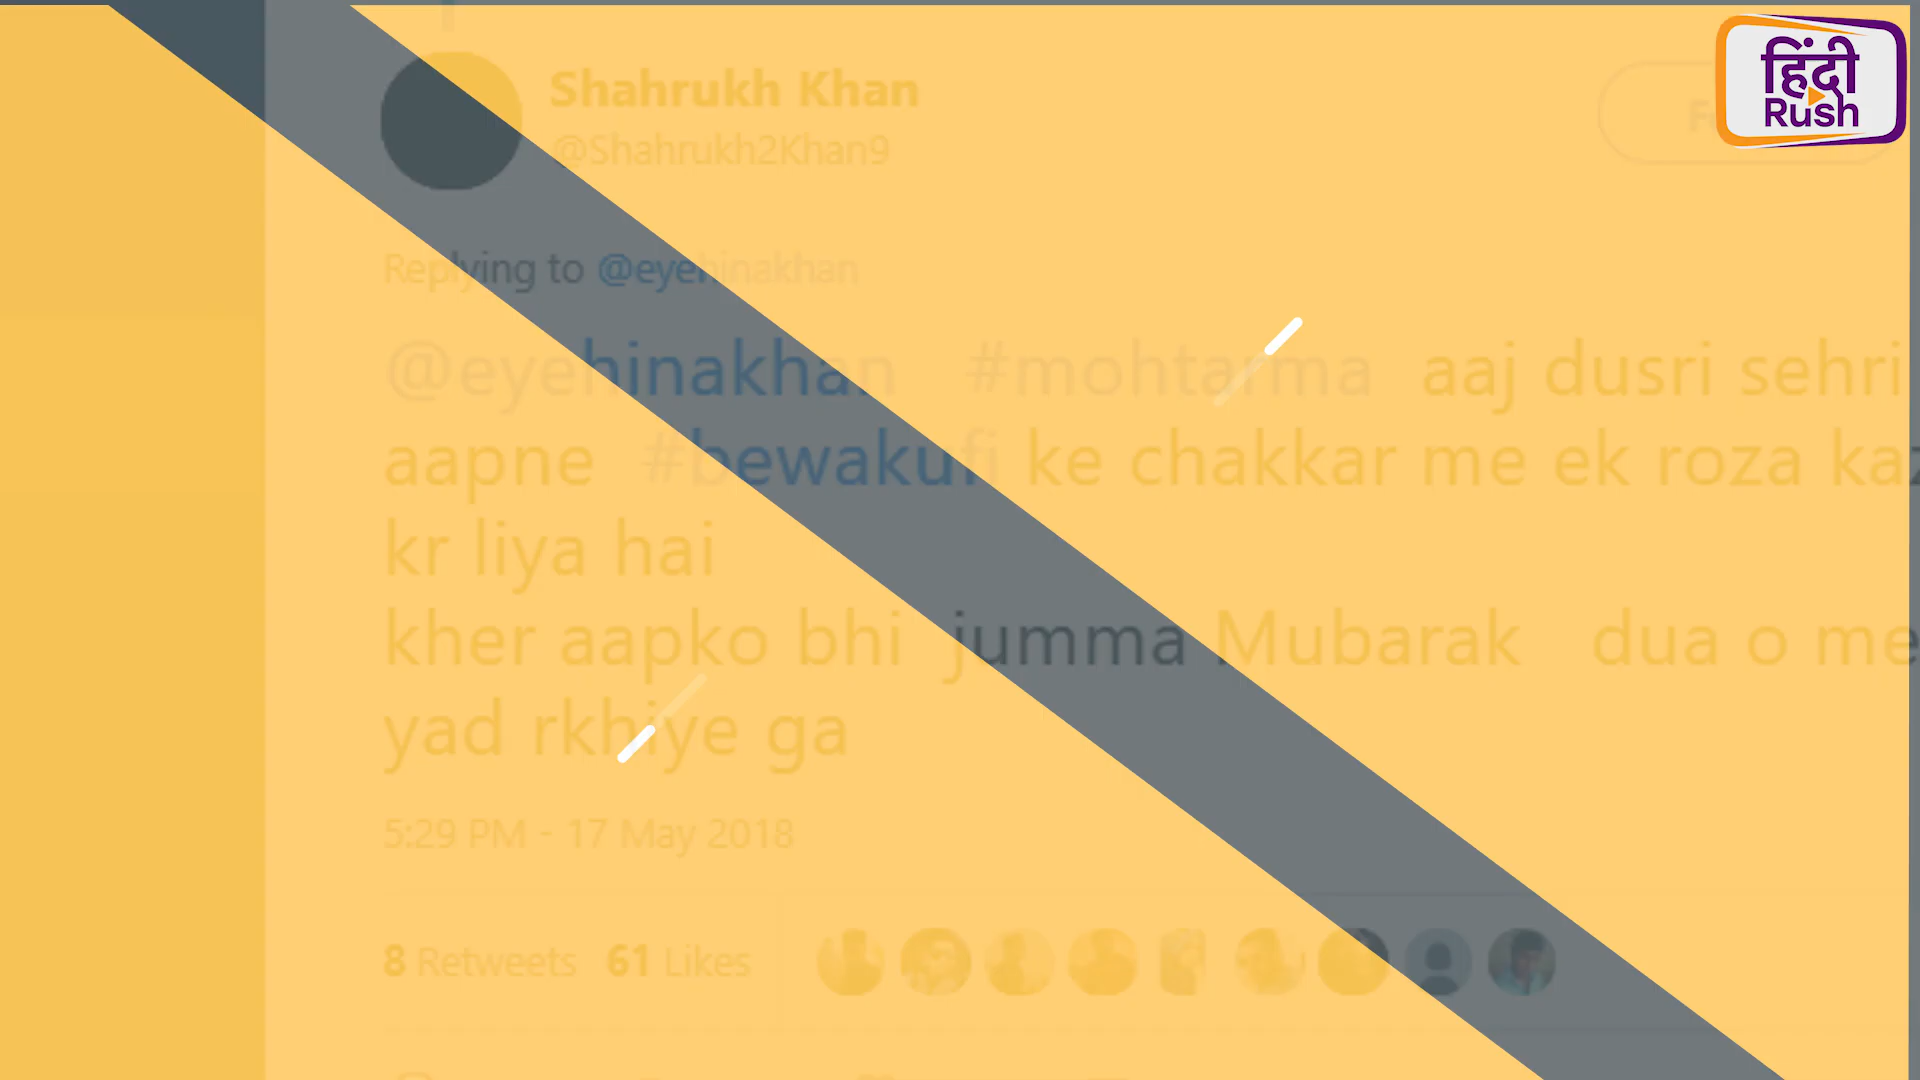 Shahrukh Khan
@Shahrukh2Khan9
हिंदी
Rush
Replying to @eyehinakhan
@eyehinakhan #mohtarma aaj dusri sehri
aapne #bewakufi ke chakkar me ek roza
kr liya hai
kher aapko bhi jumma Mubarak dua o me
yad rkhiye ga
5:29 PM - 17 May 2018
8 Retweets 61 Likes